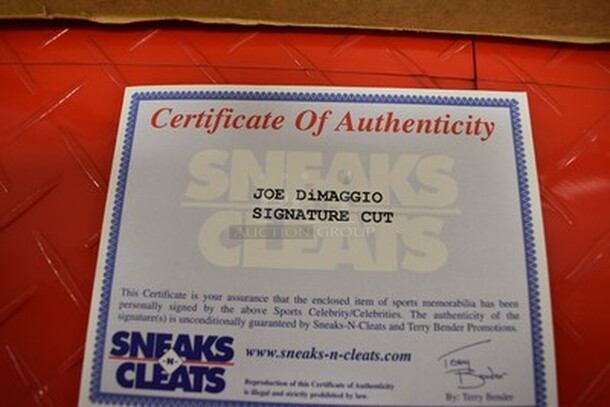 Certificate Of Authenticity
SNEAKS
JOE DiMAGGIO
SIGNATURE CUT
AUCTION GROUP
CLEATS
This Certificate is your assurance that the enclosed item of sports memorabilia has been
personally signed by the above Sports Celebrity/Celebrities. The authenticity of the
signature(s) is unconditionally guaranteed by Sneaks-N-Cleats and Terry Bender Promotions.
SNEAKS
-N-
CLEATS
www.sneaks-n-cleats.com
Reproduction of this Certificate of Authenticity
is illegal and strictly prohibited by law.
Terry
Bender
By: Terry Bender